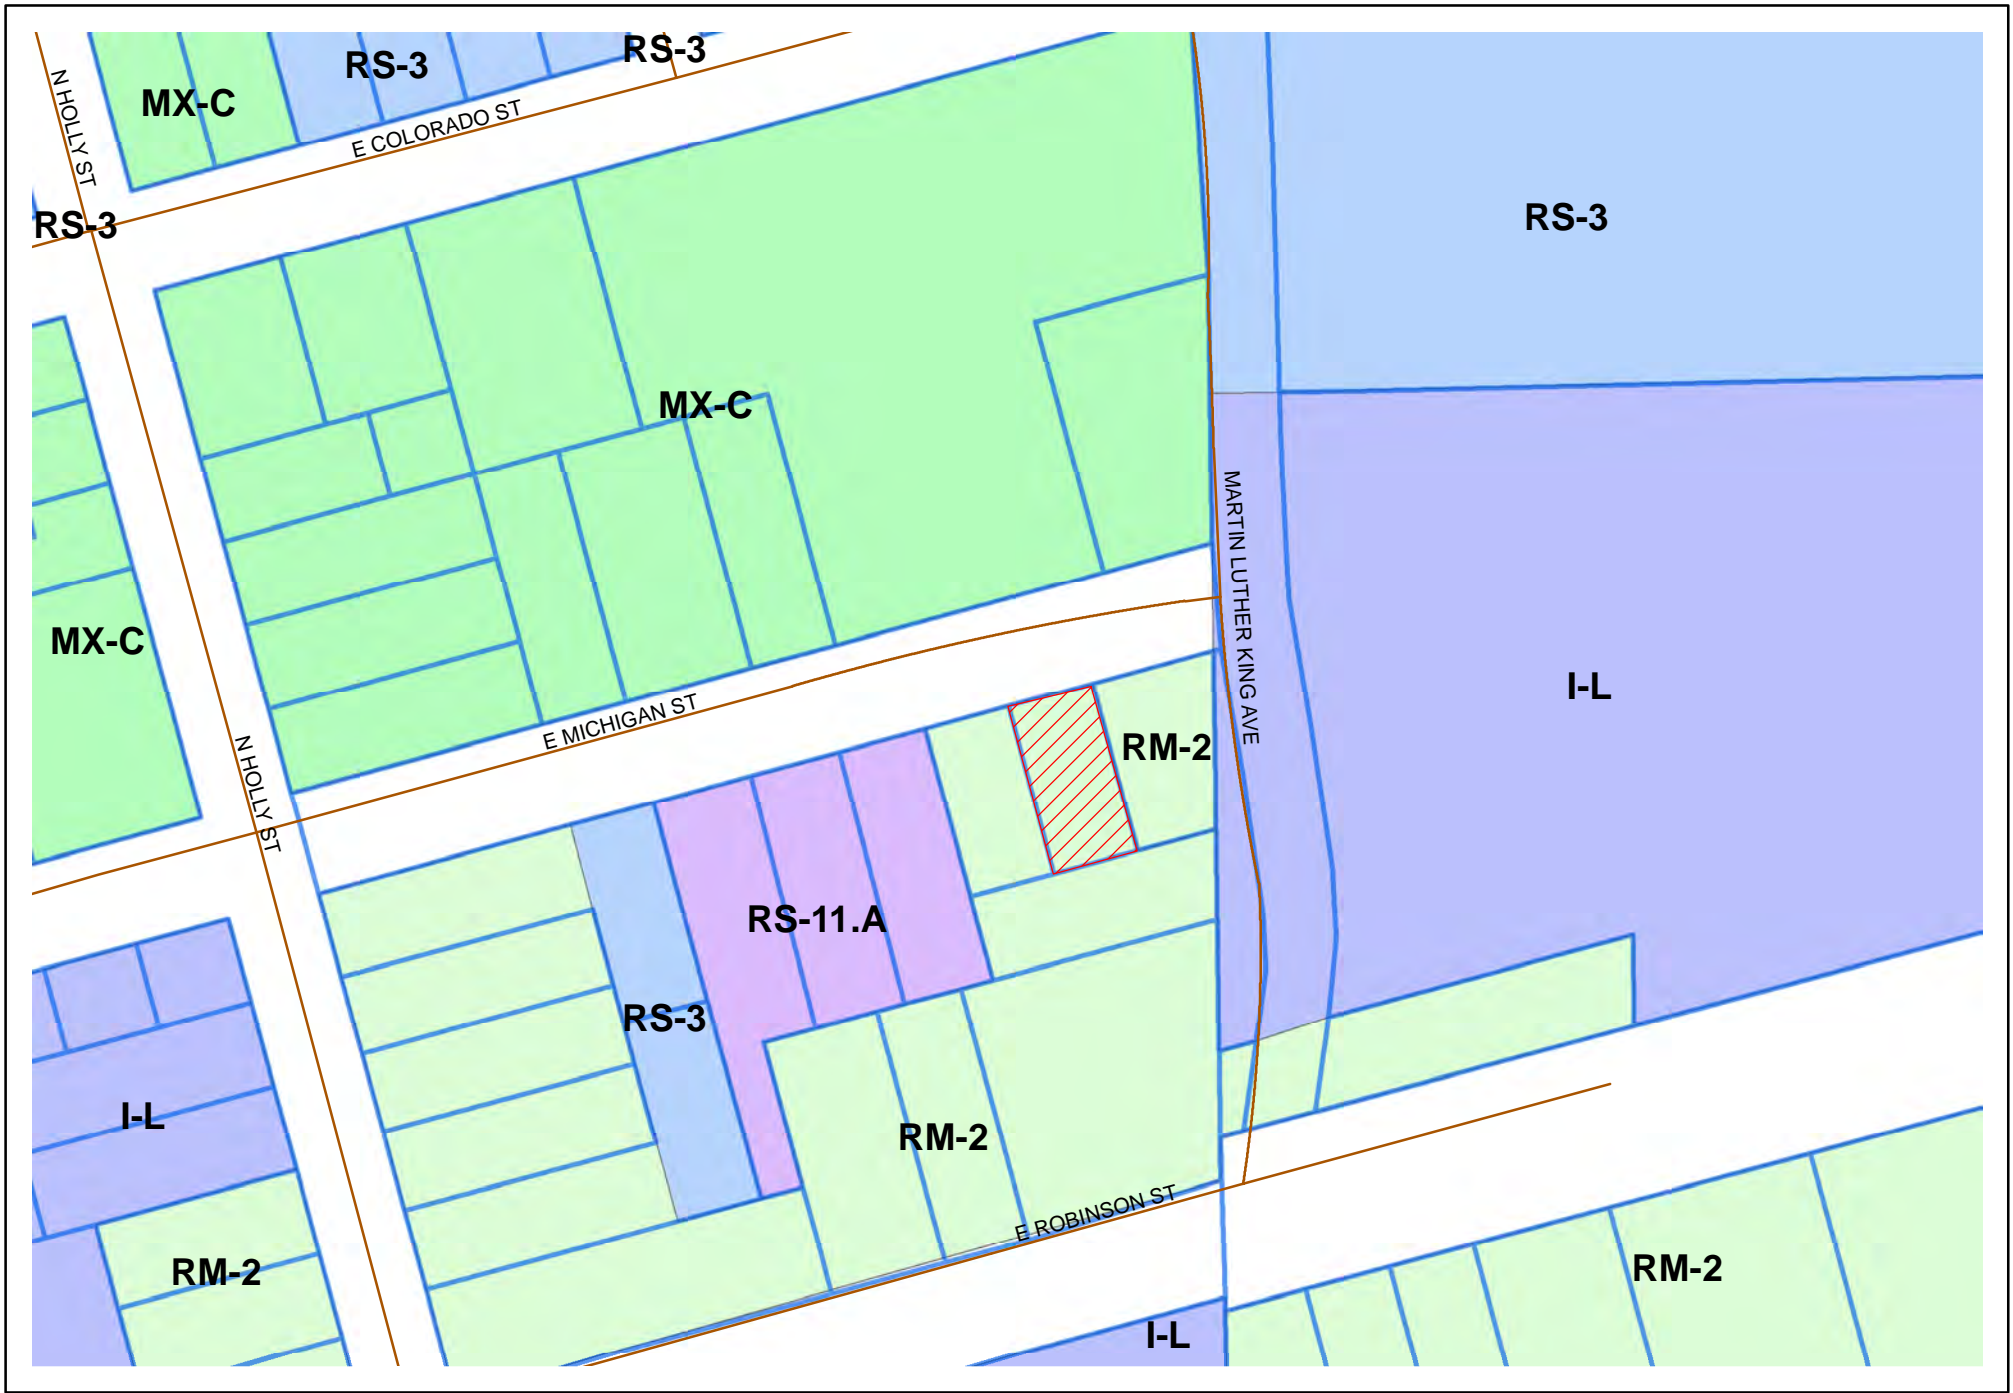 RS-3
RS-3
MX-C
N HOLLY ST
E COLORADO ST
RS-3
RS-3
MX-C
MARTIN LUTHER KING AVE
MX-C
I-L
E MICHIGAN ST
RM-2
N HOLLY ST
RS-11.A
RS-3
I-L
RM-2
E ROBINSON ST
RM-2
RM-2
I-L